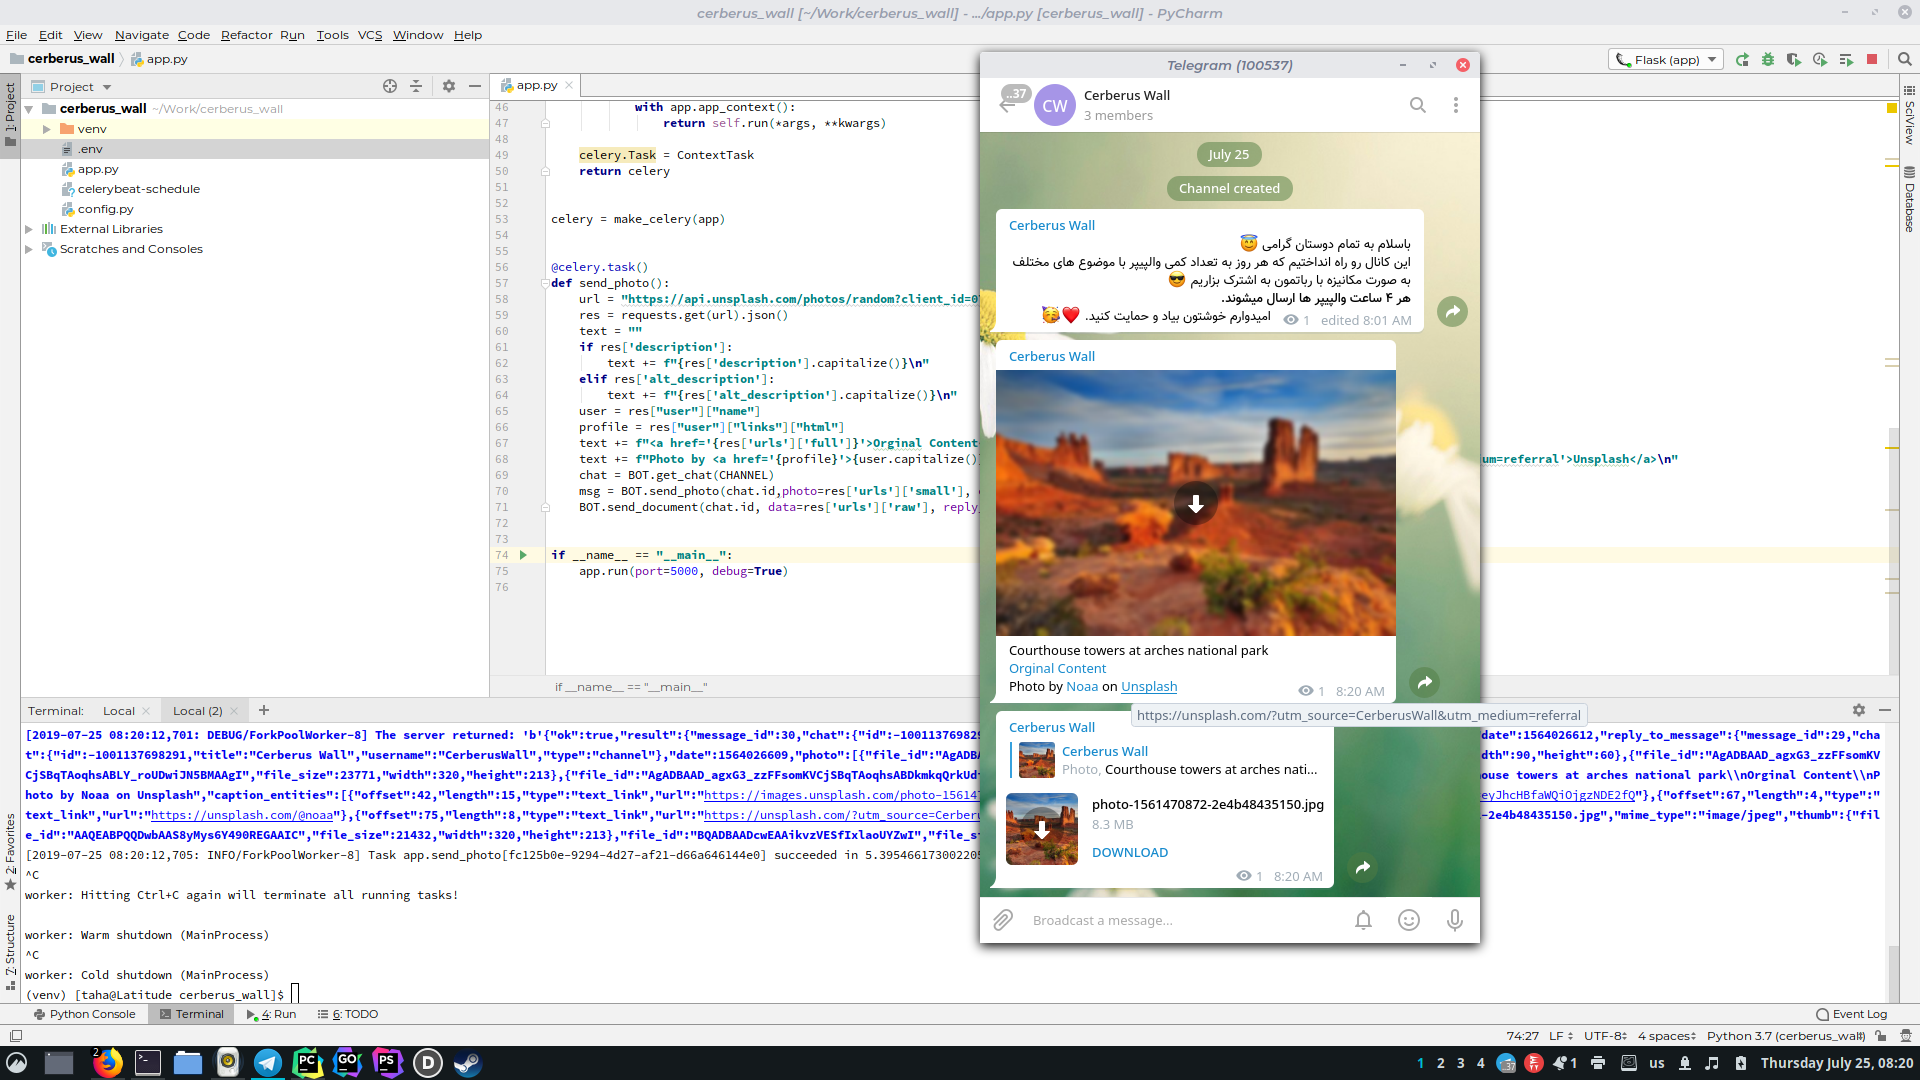 cerberus_wall [~/Work/cerberus_wall] - .../app.py [cerberus_wall] - PyCharm
File Edit View Navigate Code Refactor Run Tools VCS Window Help
cerberus_wall app.py
Flask (app)
Project
app.py
1: Project
cerberus_wall ~/Work/cerberus_wall
venv
.env
app.py
celerybeat-schedule
config.py
External Libraries
Scratches and Consoles
2: Favorites
7: Structure
SciView
Database
46 with app.app_context():
47 return self.run(*args, **kwargs)
48
49 celery.Task = ContextTask
50 return celery
51
52
53 celery = make_celery(app)
54
55
56 @celery.task()
57 def send_photo():
58 url = "https://api.unsplash.com/photos/random?client_id=0
59 res = requests.get(url).json()
60 text = ""
61 if res['description']:
62 text += f"{res['description'].capitalize()}\n"
63 elif res['alt_description']:
64 text += f"{res['alt_description'].capitalize()}\n"
65 user = res["user"]["name"]
66 profile = res["user"]["links"]["html"]
67 text += f"<a href='{res['urls']['full']}'>Orginal Content
68 text += f"Photo by <a href='{profile}'>{user.capitalize() um=referral'>Unsplash</a>\n"
69 chat = BOT.get_chat(CHANNEL)
70 msg = BOT.send_photo(chat.id,photo=res['urls']['small'],
71 BOT.send_document(chat.id, data=res['urls']['raw'], reply
72
73
74 if __name__ == "__main__":
75 app.run(port=5000, debug=True)
76
if __name__ == "__main__"
Telegram (100537)
..37
CW
Cerberus Wall
3 members
July 25
Channel created
Cerberus Wall
باسلام به تمام دوستان گرامی 😇
این کانال رو راه انداختیم که هر روز به تعداد کمی والپیپر با موضوع های مختلف
به صورت مکانیزه با رباتمون به اشترک بزاریم 😎
هر ۴ ساعت والپیپر ها ارسال میشوند.
امیدوارم خوشتون بیاد و حمایت کنید. ❤️🥳
1 edited 8:01 AM
Cerberus Wall
Courthouse towers at arches national park
Orginal Content
Photo by Noaa on Unsplash
1 8:20 AM
https://unsplash.com/?utm_source=CerberusWall&utm_medium=referral
Cerberus Wall
Cerberus Wall
Photo, Courthouse towers at arches nati...
photo-1561470872-2e4b48435150.jpg
8.3 MB
DOWNLOAD
1 8:20 AM
Broadcast a message...
Terminal: Local Local (2)
[2019-07-25 08:20:12,701: DEBUG/ForkPoolWorker-8] The server returned: 'b'{"ok":true,"result":{"message_id":30,"chat":{"id":-100113769829 date":1564026612,"reply_to_message":{"message_id":29,"cha
t":{"id":-1001137698291,"title":"Cerberus Wall","username":"CerberusWall","type":"channel"},"date":1564026609,"photo":[{"file_id":"AgADBA width":90,"height":60},{"file_id":"AgADBAAD_agxG3_zzFFsomKV
CjSBqTAoqhsABLY_roUDwiJN5BMAAgI","file_size":23771,"width":320,"height":213},{"file_id":"AgADBAAD_agxG3_zzFFsomKVCjSBqTAoqhsABDkmkqQrkUd ouse towers at arches national park\\nOrginal Content\\nP
hoto by Noaa on Unsplash","caption_entities":[{"offset":42,"length":15,"type":"text_link","url":"https://images.unsplash.com/photo-15614 eyJhcHBfaWQiOjgzNDE2fQ"},{"offset":67,"length":4,"type":"
text_link","url":"https://unsplash.com/@noaa"},{"offset":75,"length":8,"type":"text_link","url":"https://unsplash.com/?utm_source=Cerber -2e4b48435150.jpg","mime_type":"image/jpeg","thumb":{"fil
e_id":"AAQEABPQQDwbAAS8yMys6Y490REGAAIC","file_size":21432,"width":320,"height":213},"file_id":"BQADBAADcwEAAikvzVESfIxlaoUYZwI","file_s
[2019-07-25 08:20:12,705: INFO/ForkPoolWorker-8] Task app.send_photo[fc125b0e-9294-4d27-af21-d66a646144e0] succeeded in 5.39546617300220
^C
worker: Hitting Ctrl+C again will terminate all running tasks!
worker: Warm shutdown (MainProcess)
^C
worker: Cold shutdown (MainProcess)
(venv) [taha@Latitude cerberus_wall]$
Python Console Terminal 4: Run 6: TODO Event Log
74:27 LF UTF-8 4 spaces Python 3.7 (cerberus_wall)
2 PC GO PS D 1 2 3 4 37 1 us Thursday July 25, 08:20